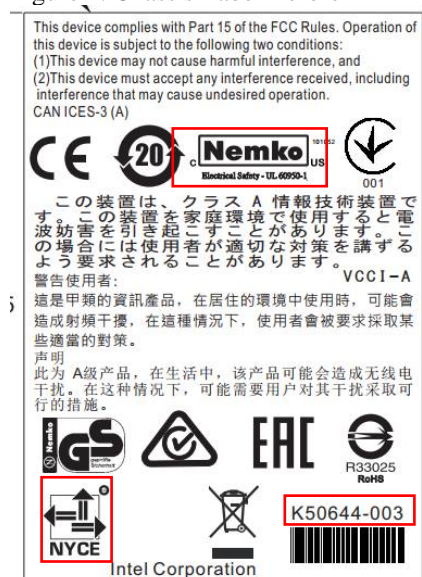 This device complies with Part 15 of the FCC Rules. Operation of
this device is subject to the following two conditions:
(1)This device may not cause harmful interference, and
(2)This device must accept any interference received, including
interference that may cause undesired operation.
CAN ICES-3 (A)
CE 20 C Nemko US 101052
Electrical Safety - UL 60950-1
001
この装置は、クラスA情報技術装置で
す。この装置を家庭環境で使用すると電
波妨害を引き起こすことがあります。こ
の場合には使用者が適切な対策を講ずる
よう要求されることがあります。
VCCI-A
警告使用者:
這是甲類的資訊產品，在居住的環境中使用時，可能會
造成射頻干擾，在這種情況下，使用者會被要求採取某
些適當的對策。
声明
此为 A级产品，在生活中，该产品可能会造成无线电
干扰。在这种情况下，可能需要用户对其干扰采取可
行的措施。
Nemko GS geprüfte Sicherheit EAC
R33025
RoHS
NYCE
K50644-003
Intel Corporation